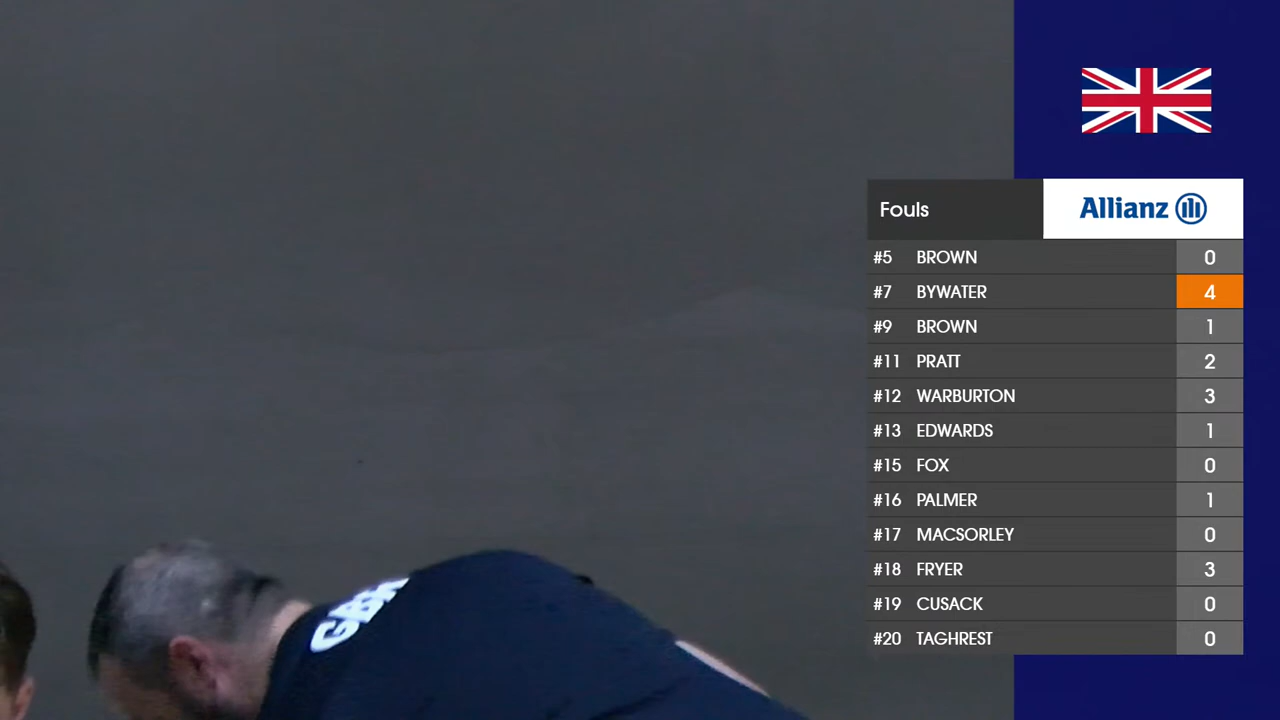 Fouls Allianz
#5 BROWN 0
#7 BYWATER 4
#9 BROWN 1
#11 PRATT 2
#12 WARBURTON 3
#13 EDWARDS 1
#15 FOX 0
#16 PALMER 1
#17 MACSORLEY 0
#18 FRYER 3
#19 CUSACK 0
#20 TAGHREST 0
GBR